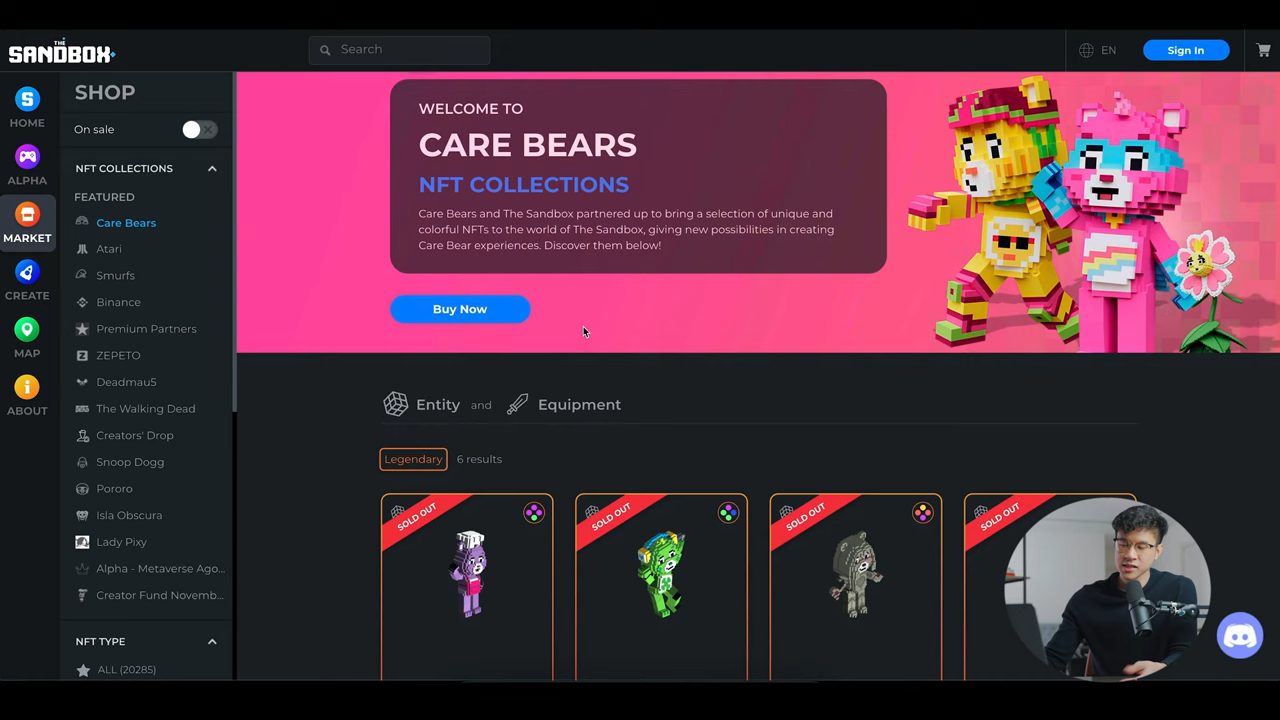 THE
SANDBOX
Search
EN
Sign In
HOME
ALPHA
MARKET
CREATE
MAP
ABOUT
SHOP
On sale
NFT COLLECTIONS
FEATURED
Care Bears
Atari
Smurfs
Binance
Premium Partners
ZEPETO
Deadmau5
The Walking Dead
Creators' Drop
Snoop Dogg
Pororo
Isla Obscura
Lady Pixy
Alpha - Metaverse Ago...
Creator Fund Novemb...
NFT TYPE
ALL (20285)
WELCOME TO
CARE BEARS
NFT COLLECTIONS
Care Bears and The Sandbox partnered up to bring a selection of unique and
colorful NFTs to the world of The Sandbox, giving new possibilities in creating
Care Bear experiences. Discover them below!
Buy Now
Entity and Equipment
Legendary 6 results
SOLD OUT
SOLD OUT
SOLD OUT
SOLD OUT